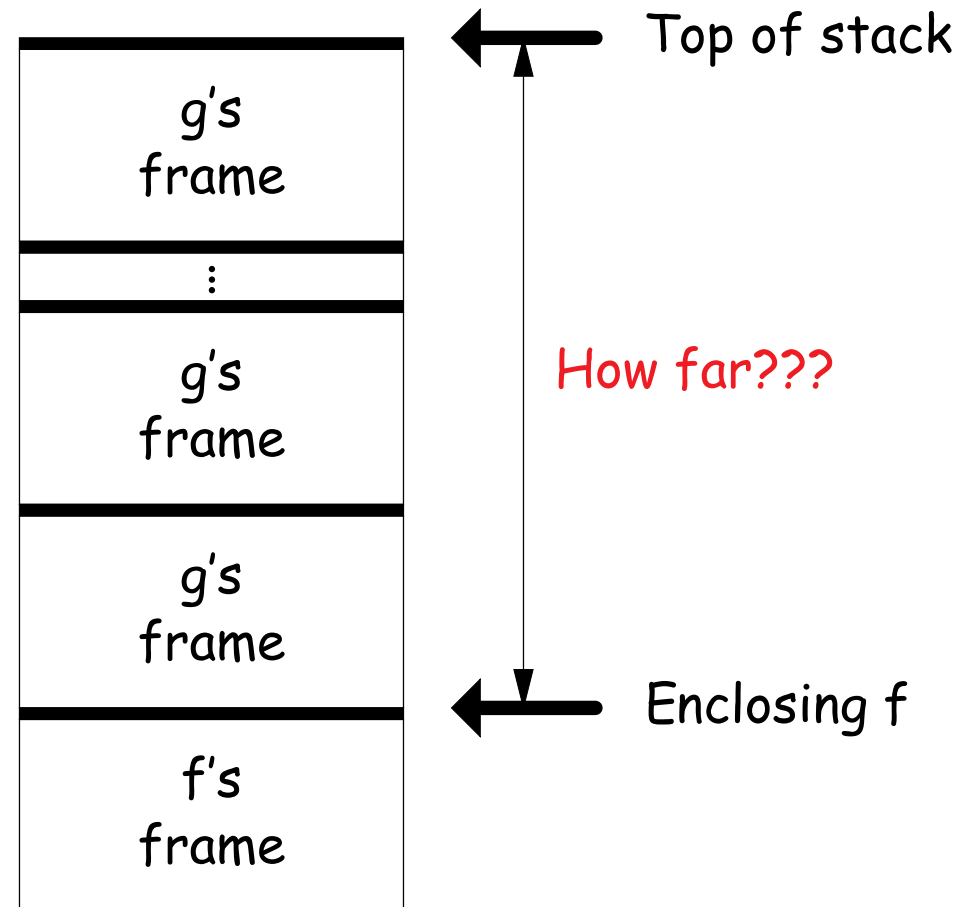 Top of stack
g's
frame
⋮
g's
frame
How far???
g's
frame
Enclosing f
f's
frame